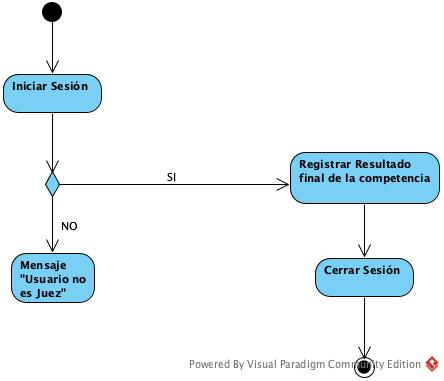 Iniciar Sesión
SI
Registrar Resultado
final de la competencia
NO
Mensaje
"Usuario no
es Juez"
Cerrar Sesión
Powered By Visual Paradigm Community Edition